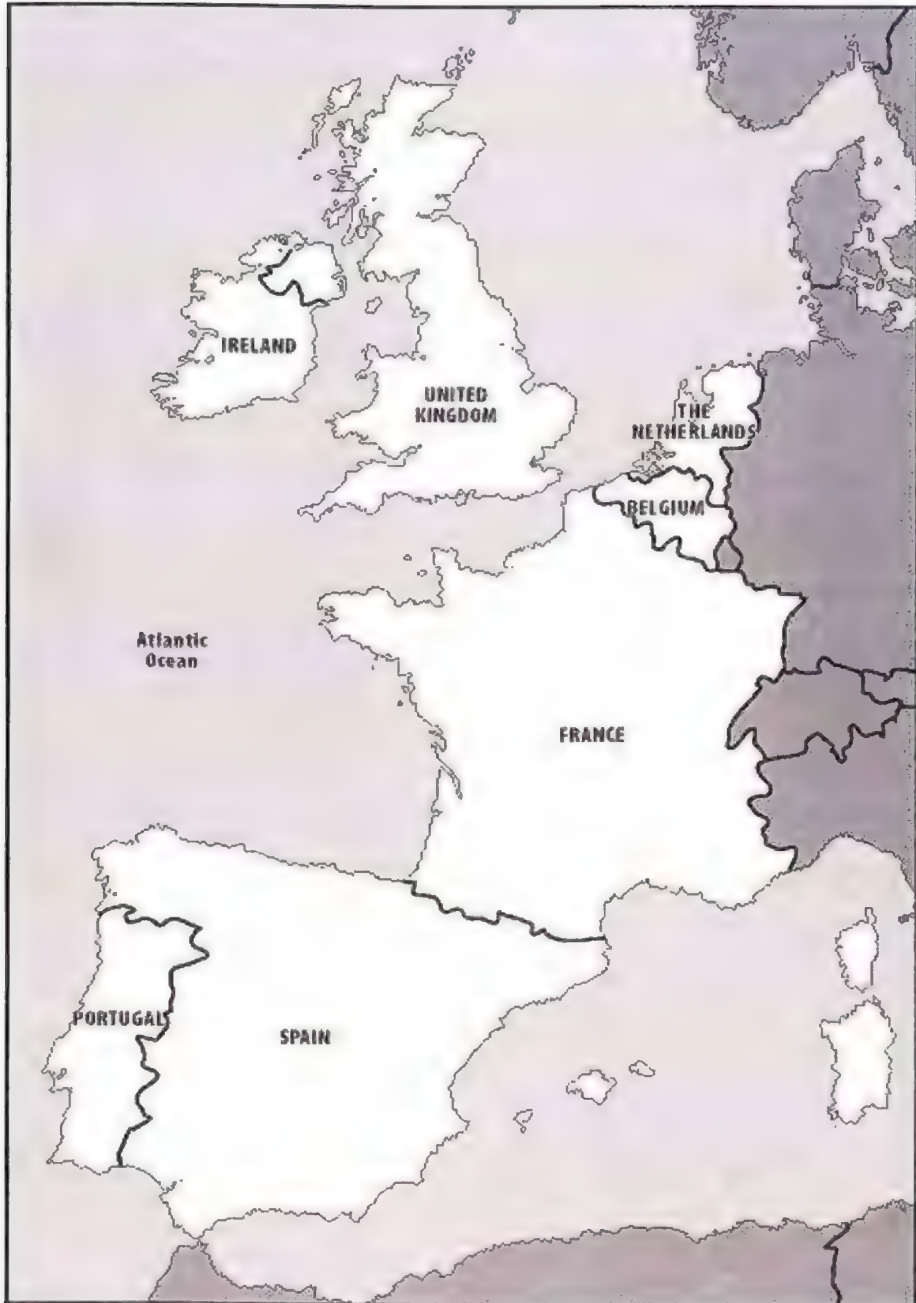 IRELAND
UNITED
KINGDOM
THE
NETHERLANDS
BELGIUM
Atlantic
Ocean
FRANCE
PORTUGAL
SPAIN